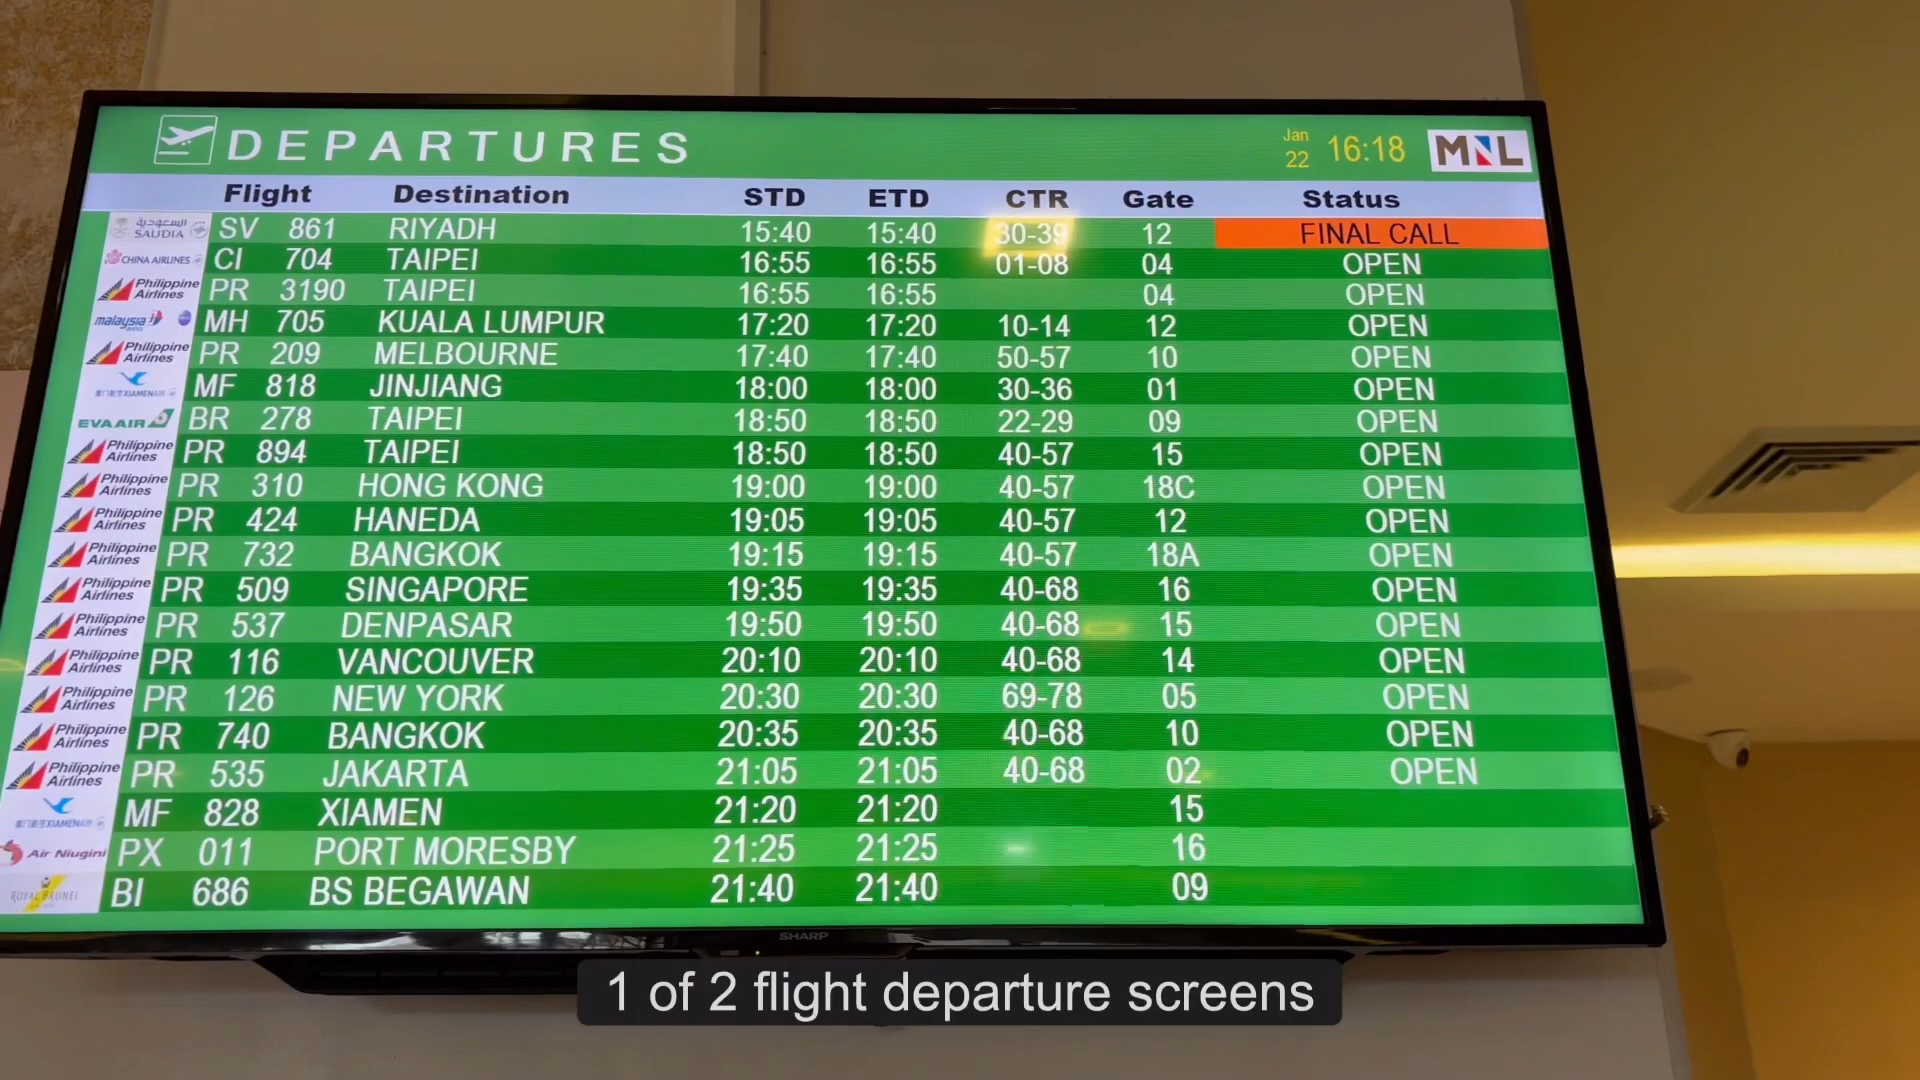 DEPARTURES Jan 22 16:18 MNL
Flight Destination STD ETD CTR Gate Status
السعودية SAUDIA SV 861 RIYADH 15:40 15:40 30-39 12 FINAL CALL
CHINA AIRLINES CI 704 TAIPEI 16:55 16:55 01-08 04 OPEN
Philippine Airlines PR 3190 TAIPEI 16:55 16:55 04 OPEN
malaysia MH 705 KUALA LUMPUR 17:20 17:20 10-14 12 OPEN
Philippine Airlines PR 209 MELBOURNE 17:40 17:40 50-57 10 OPEN
XIAMENAIR MF 818 JINJIANG 18:00 18:00 30-36 01 OPEN
EVA AIR BR 278 TAIPEI 18:50 18:50 22-29 09 OPEN
Philippine Airlines PR 894 TAIPEI 18:50 18:50 40-57 15 OPEN
Philippine Airlines PR 310 HONG KONG 19:00 19:00 40-57 18C OPEN
Philippine Airlines PR 424 HANEDA 19:05 19:05 40-57 12 OPEN
Philippine Airlines PR 732 BANGKOK 19:15 19:15 40-57 18A OPEN
Philippine Airlines PR 509 SINGAPORE 19:35 19:35 40-68 16 OPEN
Philippine Airlines PR 537 DENPASAR 19:50 19:50 40-68 15 OPEN
Philippine Airlines PR 116 VANCOUVER 20:10 20:10 40-68 14 OPEN
Philippine Airlines PR 126 NEW YORK 20:30 20:30 69-78 05 OPEN
Philippine Airlines PR 740 BANGKOK 20:35 20:35 40-68 10 OPEN
Philippine Airlines PR 535 JAKARTA 21:05 21:05 40-68 02 OPEN
XIAMENAIR MF 828 XIAMEN 21:20 21:20 15
Air Niugini PX 011 PORT MORESBY 21:25 21:25 16
ROYAL BRUNEI BI 686 BS BEGAWAN 21:40 21:40 09
SHARP
1 of 2 flight departure screens